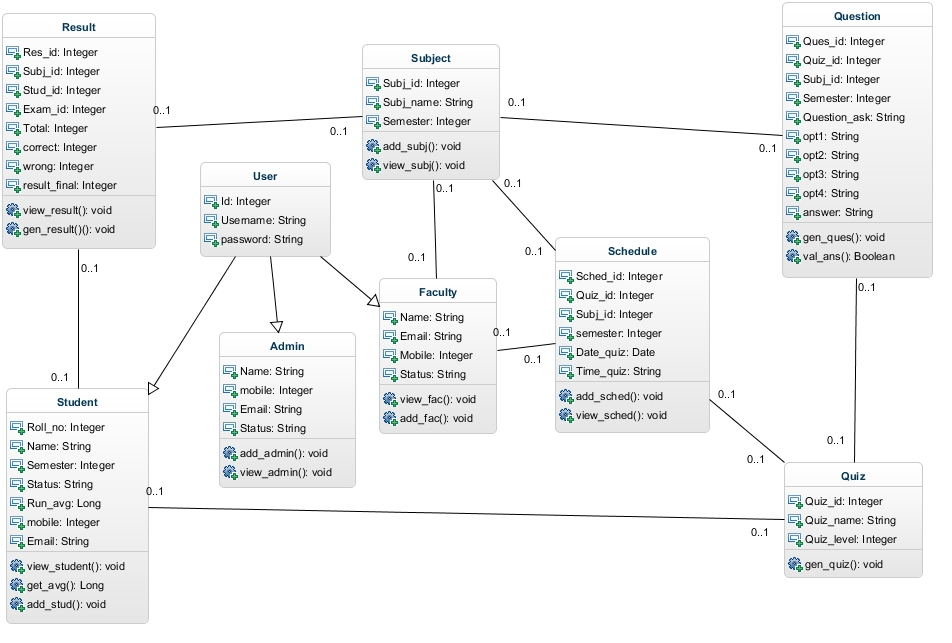 Result
Res_id: Integer
Subj_id: Integer
Stud_id: Integer
Exam_id: Integer
Total: Integer
correct: Integer
wrong: Integer
result_final: Integer
view_result(): void
gen_result()(): void
0..1
0..1
Subject
Subj_id: Integer
Subj_name: String
Semester: Integer
add_subj(): void
view_subj(): void
0..1
0..1
Question
Ques_id: Integer
Quiz_id: Integer
Subj_id: Integer
Semester: Integer
Question_ask: String
opt1: String
opt2: String
opt3: String
opt4: String
answer: String
gen_ques(): void
val_ans(): Boolean
User
Id: Integer
Username: String
password: String
0..1
0..1
0..1
0..1
0..1
0..1
Schedule
Sched_id: Integer
Quiz_id: Integer
Subj_id: Integer
semester: Integer
Date_quiz: Date
Time_quiz: String
add_sched(): void
view_sched(): void
Faculty
Name: String
Email: String
Mobile: Integer
Status: String
view_fac(): void
add_fac(): void
0..1
0..1
Admin
Name: String
mobile: Integer
Email: String
Status: String
add_admin(): void
view_admin(): void
0..1
Student
Roll_no: Integer
Name: String
Semester: Integer
Status: String
Run_avg: Long
mobile: Integer
Email: String
view_student(): void
get_avg(): Long
add_stud(): void
0..1
0..1
0..1
0..1
0..1
0..1
Quiz
Quiz_id: Integer
Quiz_name: String
Quiz_level: Integer
gen_quiz(): void